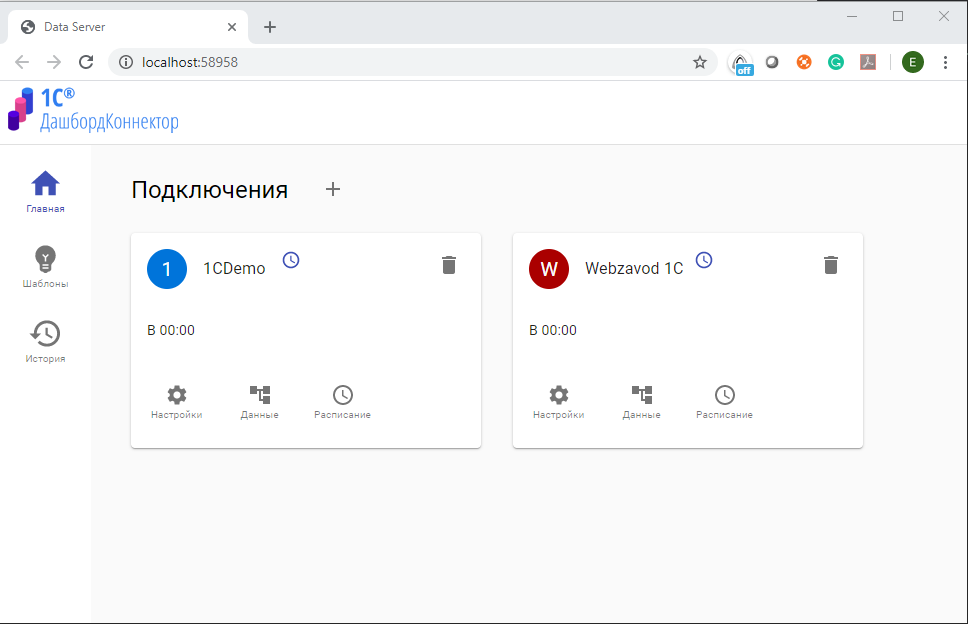 Data Server
localhost:58958
off
E
1C®
ДашбордКоннектор
Главная
Шаблоны
История
Подключения
1
1CDemo
В 00:00
Настройки
Данные
Расписание
W
Webzavod 1C
В 00:00
Настройки
Данные
Расписание